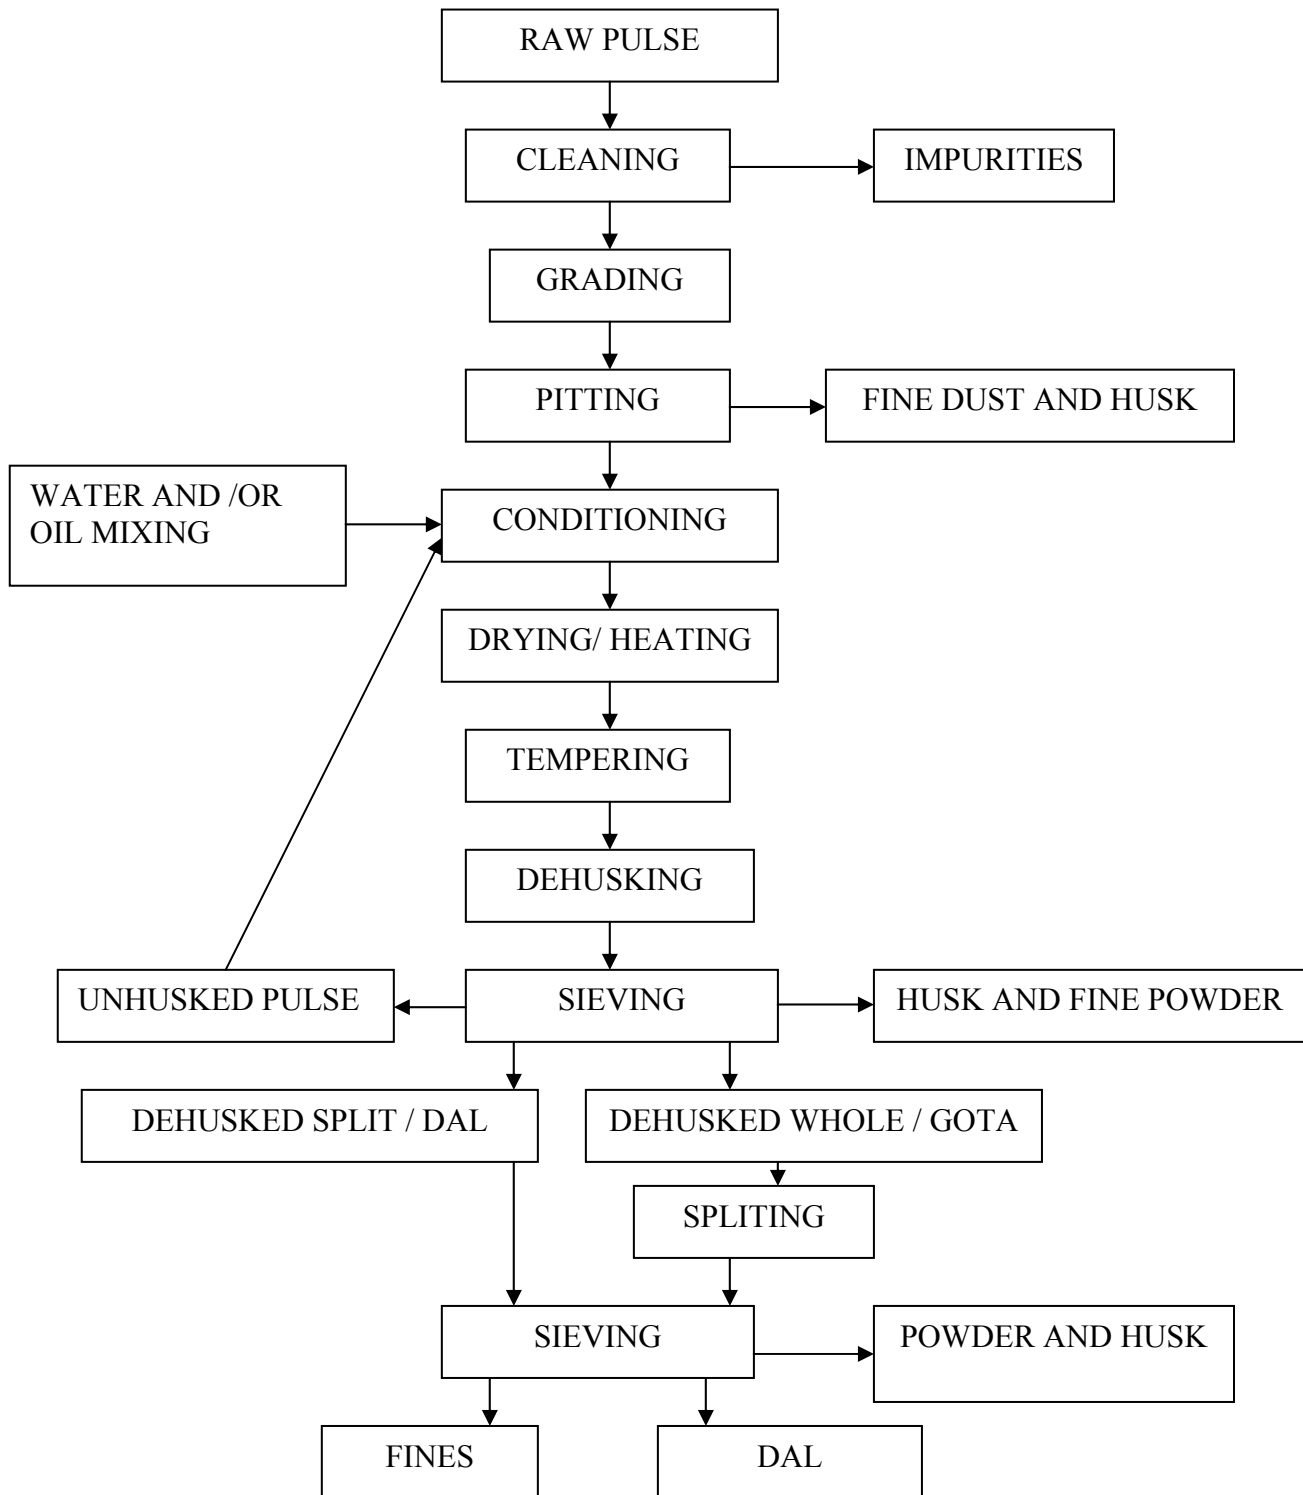 RAW PULSE
CLEANING
IMPURITIES
GRADING
PITTING
FINE DUST AND HUSK
WATER AND /OR
OIL MIXING
CONDITIONING
DRYING/ HEATING
TEMPERING
DEHUSKING
UNHUSKED PULSE
SIEVING
HUSK AND FINE POWDER
DEHUSKED SPLIT / DAL
DEHUSKED WHOLE / GOTA
SPLITING
SIEVING
POWDER AND HUSK
FINES
DAL